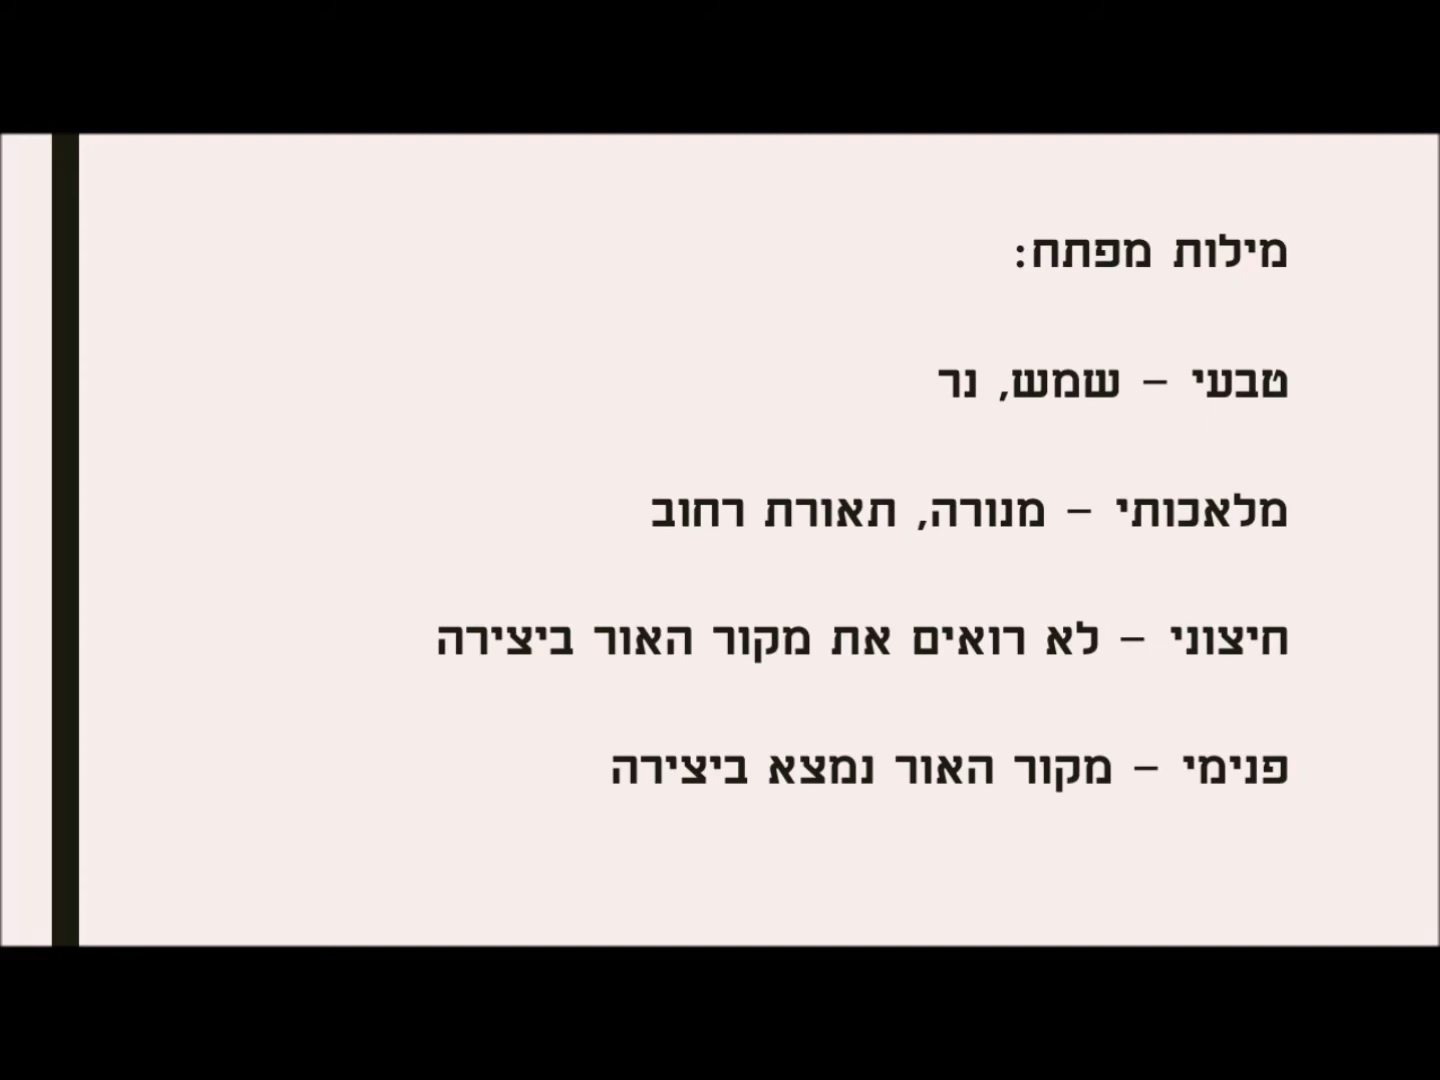 מילות מפתח:
טבעי – שמש, נר
מלאכותי – מנורה, תאורת רחוב
חיצוני – לא רואים את מקור האור ביצירה
פנימי – מקור האור נמצא ביצירה